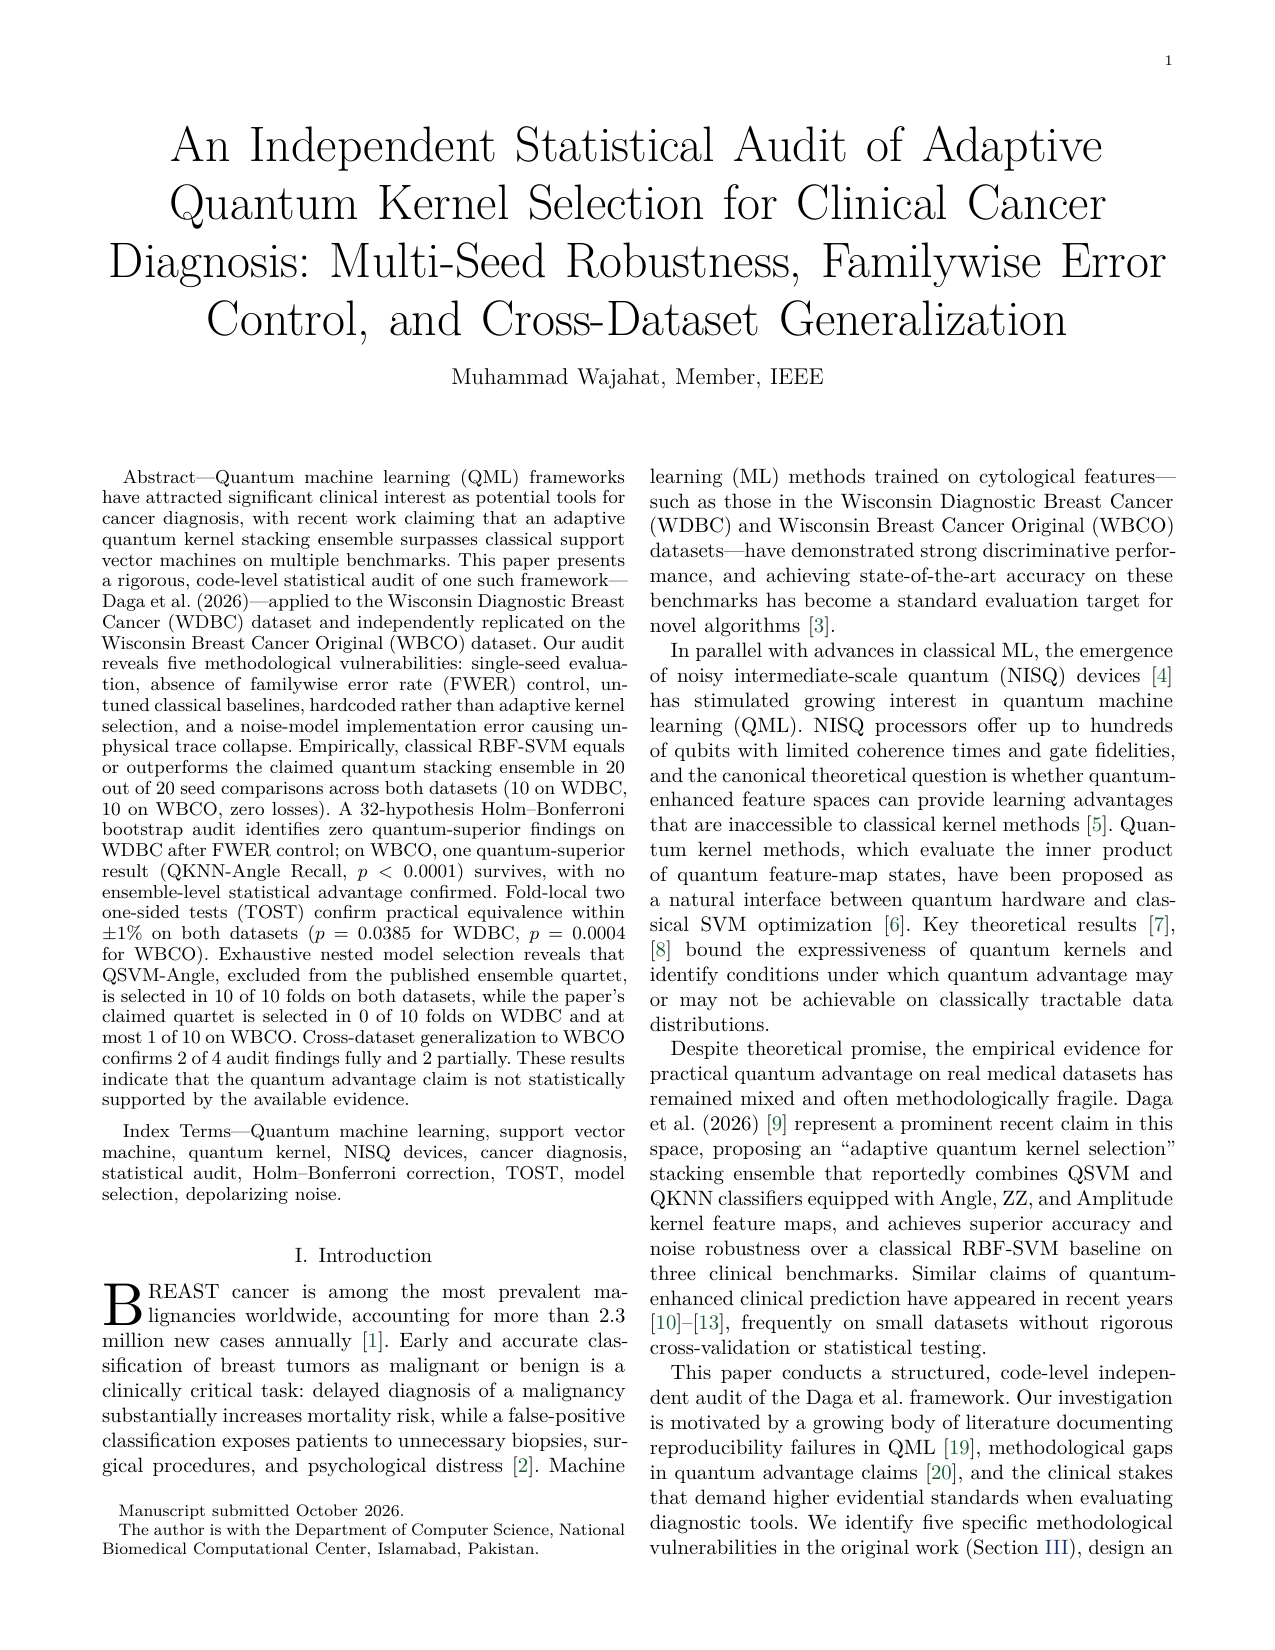 1
An Independent Statistical Audit of Adaptive
Quantum Kernel Selection for Clinical Cancer
Diagnosis: Multi-Seed Robustness, Familywise Error
Control, and Cross-Dataset Generalization
Muhammad Wajahat, Member, IEEE
Abstract—Quantum machine learning (QML) frameworks
have attracted significant clinical interest as potential tools for
cancer diagnosis, with recent work claiming that an adaptive
quantum kernel stacking ensemble surpasses classical support
vector machines on multiple benchmarks. This paper presents
a rigorous, code-level statistical audit of one such framework—
Daga et al. (2026)—applied to the Wisconsin Diagnostic Breast
Cancer (WDBC) dataset and independently replicated on the
Wisconsin Breast Cancer Original (WBCO) dataset. Our audit
reveals five methodological vulnerabilities: single-seed evalua-
tion, absence of familywise error rate (FWER) control, un-
tuned classical baselines, hardcoded rather than adaptive kernel
selection, and a noise-model implementation error causing un-
physical trace collapse. Empirically, classical RBF-SVM equals
or outperforms the claimed quantum stacking ensemble in 20
out of 20 seed comparisons across both datasets (10 on WDBC,
10 on WBCO, zero losses). A 32-hypothesis Holm–Bonferroni
bootstrap audit identifies zero quantum-superior findings on
WDBC after FWER control; on WBCO, one quantum-superior
result (QKNN-Angle Recall, p < 0.0001) survives, with no
ensemble-level statistical advantage confirmed. Fold-local two
one-sided tests (TOST) confirm practical equivalence within
±1% on both datasets (p = 0.0385 for WDBC, p = 0.0004
for WBCO). Exhaustive nested model selection reveals that
QSVM-Angle, excluded from the published ensemble quartet,
is selected in 10 of 10 folds on both datasets, while the paper's
claimed quartet is selected in 0 of 10 folds on WDBC and at
most 1 of 10 on WBCO. Cross-dataset generalization to WBCO
confirms 2 of 4 audit findings fully and 2 partially. These results
indicate that the quantum advantage claim is not statistically
supported by the available evidence.
Index Terms—Quantum machine learning, support vector
machine, quantum kernel, NISQ devices, cancer diagnosis,
statistical audit, Holm–Bonferroni correction, TOST, model
selection, depolarizing noise.
I. Introduction
BREAST cancer is among the most prevalent ma-
lignancies worldwide, accounting for more than 2.3
million new cases annually [1]. Early and accurate clas-
sification of breast tumors as malignant or benign is a
clinically critical task: delayed diagnosis of a malignancy
substantially increases mortality risk, while a false-positive
classification exposes patients to unnecessary biopsies, sur-
gical procedures, and psychological distress [2]. Machine
Manuscript submitted October 2026.
The author is with the Department of Computer Science, National
Biomedical Computational Center, Islamabad, Pakistan.
learning (ML) methods trained on cytological features—
such as those in the Wisconsin Diagnostic Breast Cancer
(WDBC) and Wisconsin Breast Cancer Original (WBCO)
datasets—have demonstrated strong discriminative perfor-
mance, and achieving state-of-the-art accuracy on these
benchmarks has become a standard evaluation target for
novel algorithms [3].
In parallel with advances in classical ML, the emergence
of noisy intermediate-scale quantum (NISQ) devices [4]
has stimulated growing interest in quantum machine
learning (QML). NISQ processors offer up to hundreds
of qubits with limited coherence times and gate fidelities,
and the canonical theoretical question is whether quantum-
enhanced feature spaces can provide learning advantages
that are inaccessible to classical kernel methods [5]. Quan-
tum kernel methods, which evaluate the inner product
of quantum feature-map states, have been proposed as
a natural interface between quantum hardware and clas-
sical SVM optimization [6]. Key theoretical results [7],
[8] bound the expressiveness of quantum kernels and
identify conditions under which quantum advantage may
or may not be achievable on classically tractable data
distributions.
Despite theoretical promise, the empirical evidence for
practical quantum advantage on real medical datasets has
remained mixed and often methodologically fragile. Daga
et al. (2026) [9] represent a prominent recent claim in this
space, proposing an “adaptive quantum kernel selection”
stacking ensemble that reportedly combines QSVM and
QKNN classifiers equipped with Angle, ZZ, and Amplitude
kernel feature maps, and achieves superior accuracy and
noise robustness over a classical RBF-SVM baseline on
three clinical benchmarks. Similar claims of quantum-
enhanced clinical prediction have appeared in recent years
[10]–[13], frequently on small datasets without rigorous
cross-validation or statistical testing.
This paper conducts a structured, code-level indepen-
dent audit of the Daga et al. framework. Our investigation
is motivated by a growing body of literature documenting
reproducibility failures in QML [19], methodological gaps
in quantum advantage claims [20], and the clinical stakes
that demand higher evidential standards when evaluating
diagnostic tools. We identify five specific methodological
vulnerabilities in the original work (Section III), design an